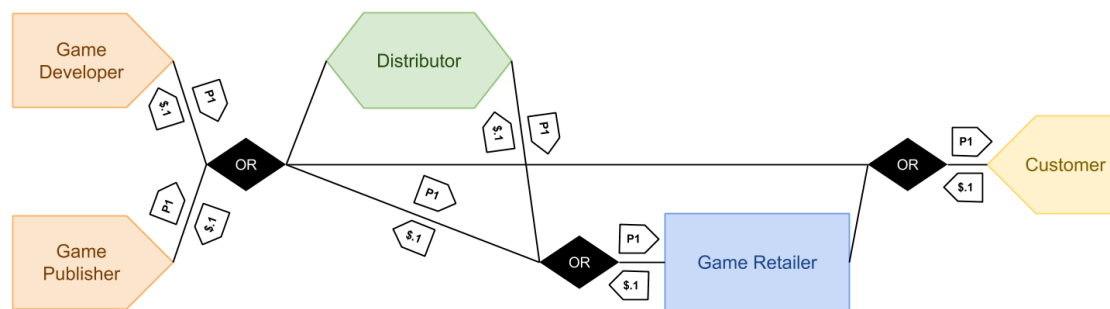 Game
Developer
Distributor
$.1
P1
$.1
P1
OR
OR
P1
Customer
$.1
P1
$.1
P1
$.1
Game
Publisher
OR
P1
$.1
Game Retailer